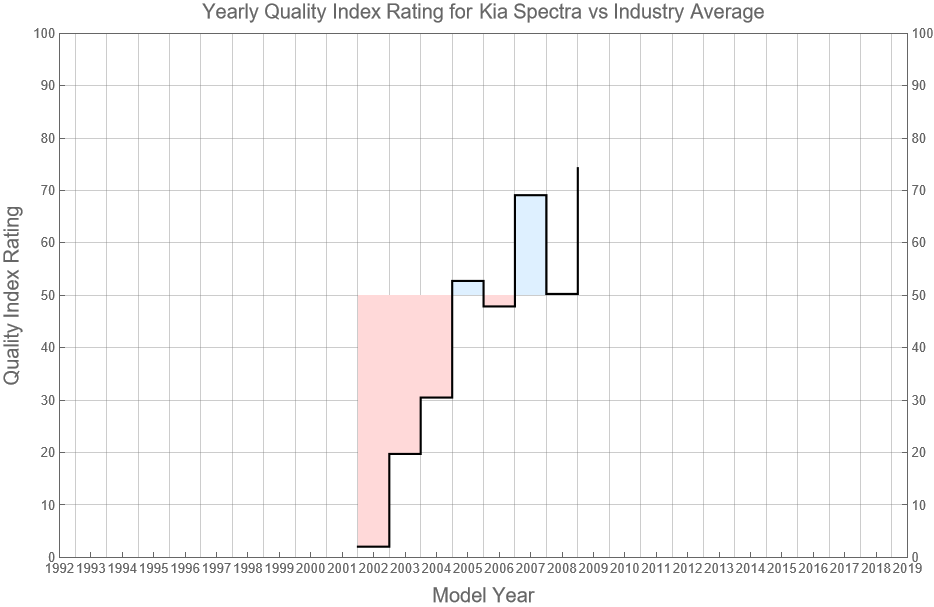 Yearly Quality Index Rating for Kia Spectra vs Industry Average
100 100
90 90
80 80
70 70
60 60
50 50
40 40
30 30
20 20
10 10
0 0
Quality Index Rating
1992 1993 1994 1995 1996 1997 1998 1999 2000 2001 2002 2003 2004 2005 2006 2007 2008 2009 2010 2011 2012 2013 2014 2015 2016 2017 2018 2019
Model Year